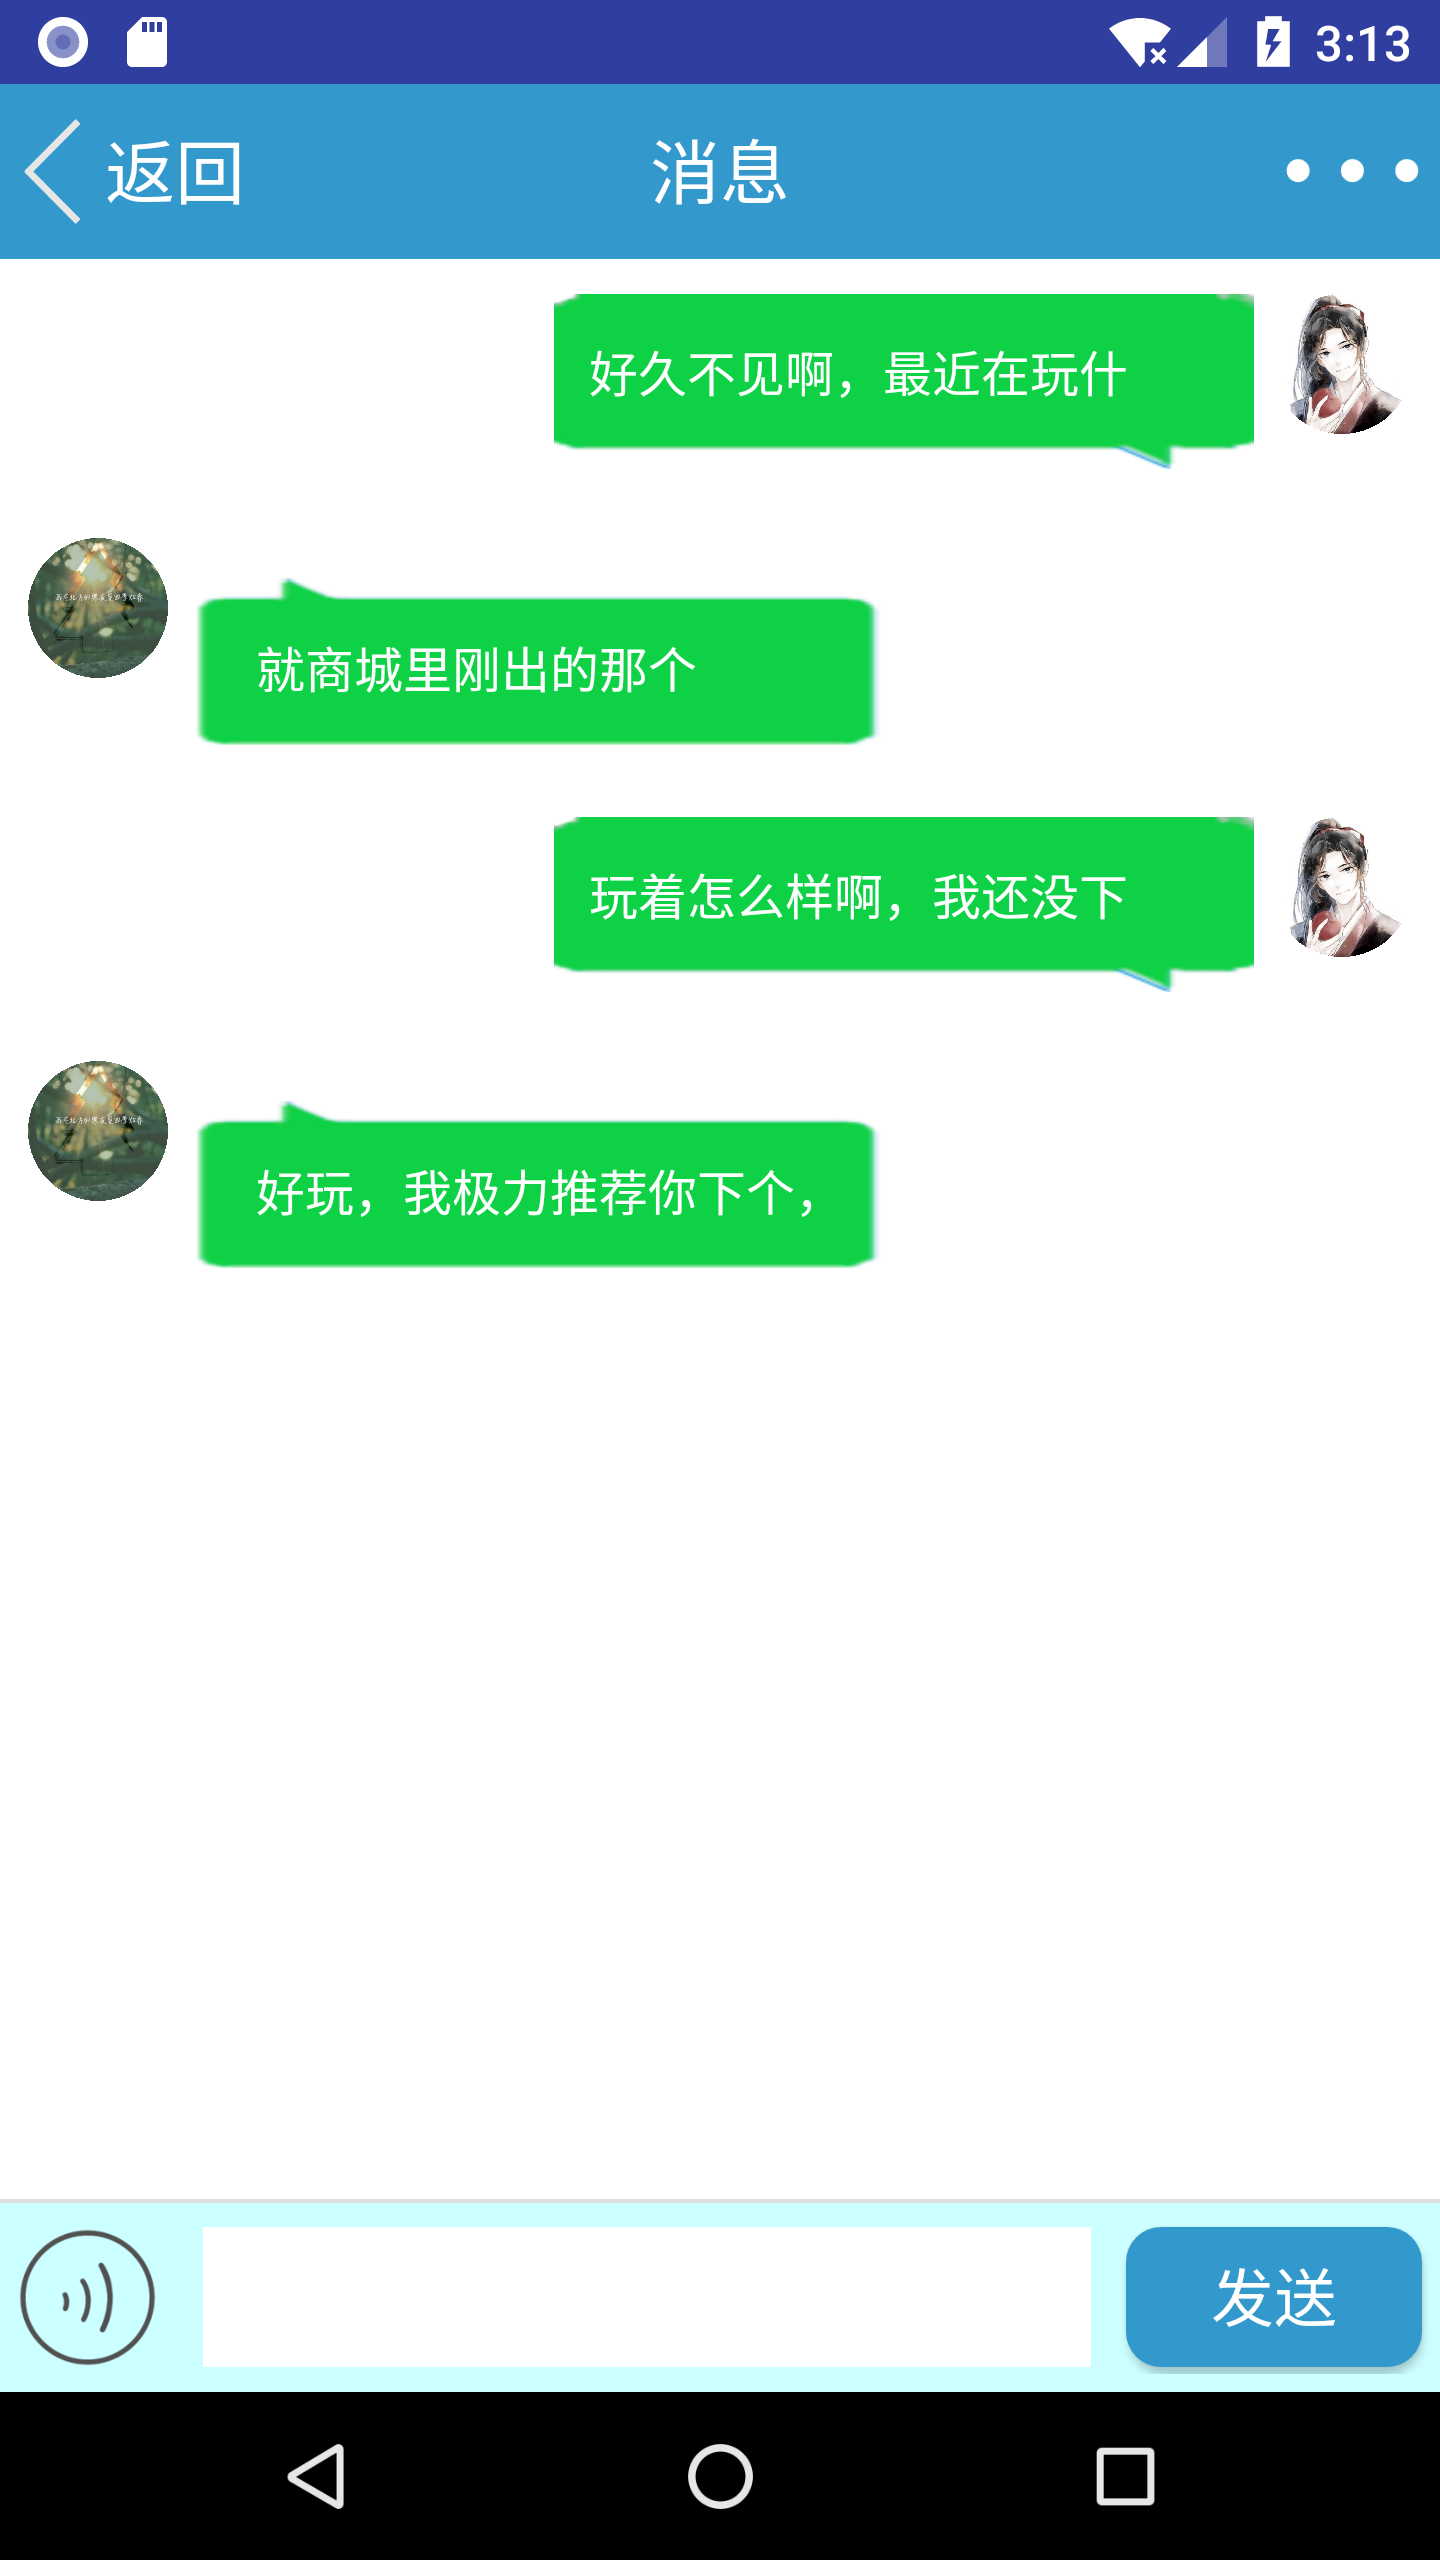 3:13
返回
消息
好久不见啊，最近在玩什
就商城里刚出的那个
玩着怎么样啊，我还没下
好玩，我极力推荐你下个，
发送